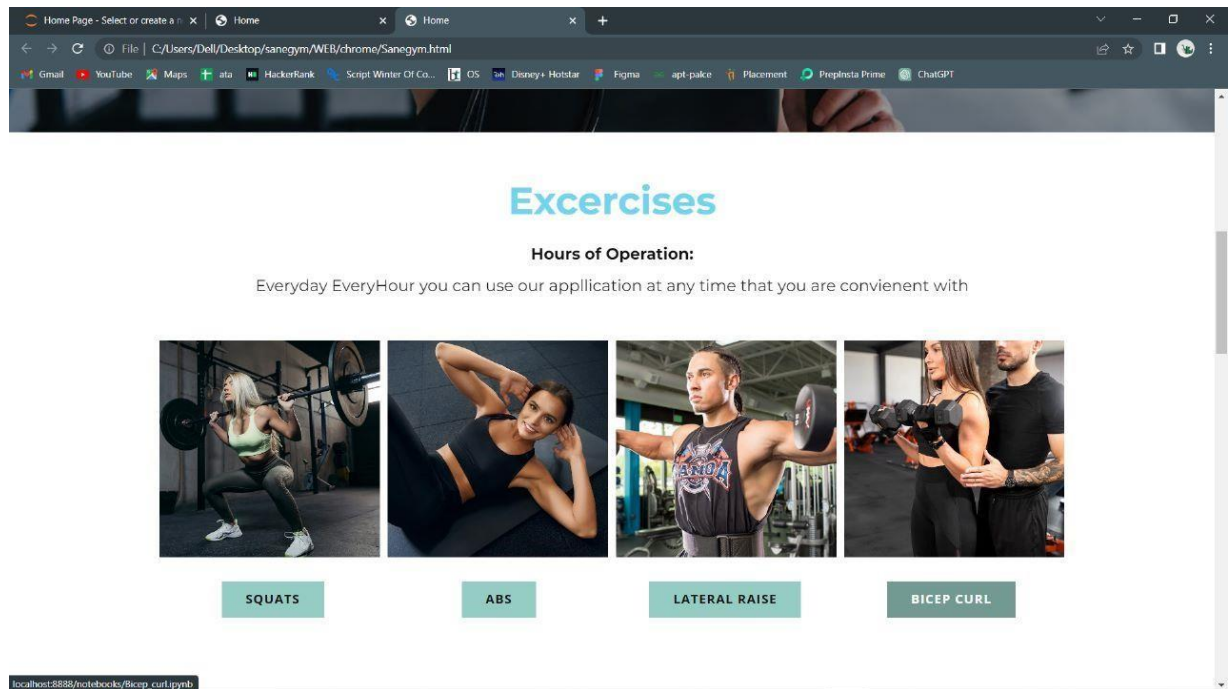 Home Page - Select or create a n
Home
Home
File | C:/Users/Dell/Desktop/sanegym/WEB/chrome/Sanegym.html
Gmail YouTube Maps ata HackerRank Script Winter Of Co... OS Disney+ Hotstar Figma apt-palce Placement PrepInsta Prime ChatGPT
Excercises
Hours of Operation:
Everyday EveryHour you can use our appllication at any time that you are convienent with
SAMOA
SQUATS ABS LATERAL RAISE BICEP CURL
localhost:8888/notebooks/Bicep_curl.ipynb